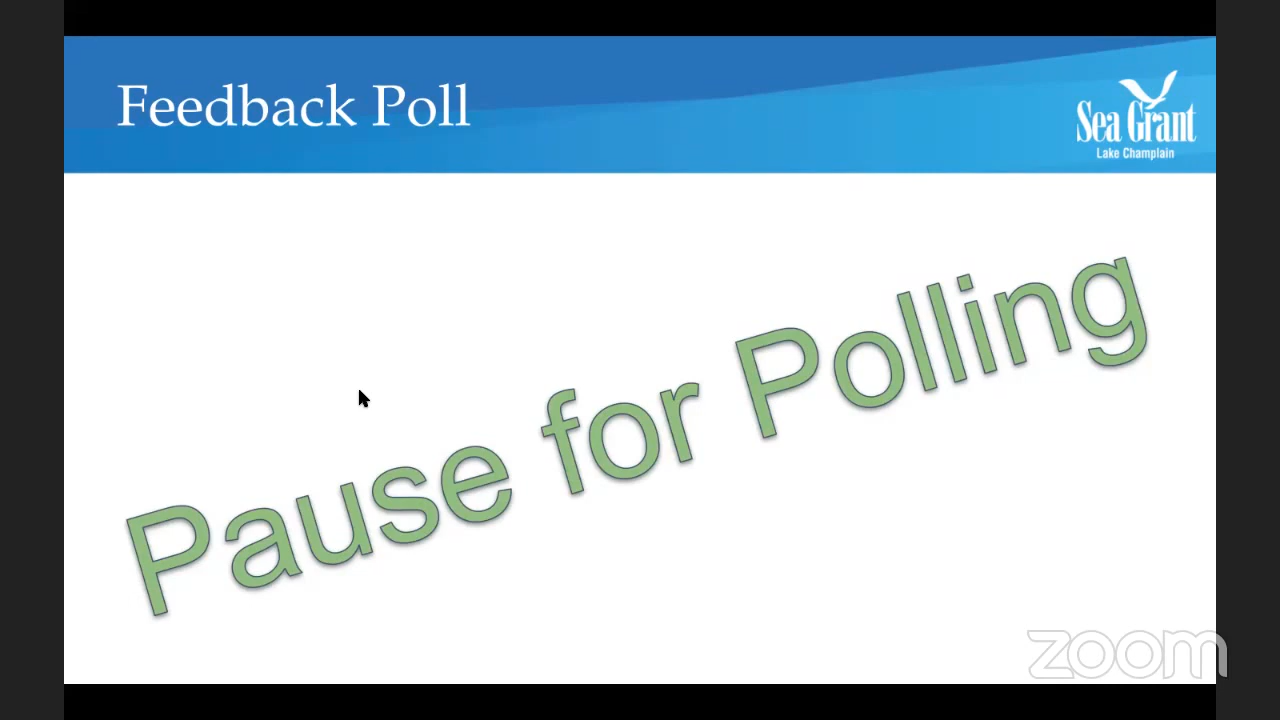 Feedback Poll
Sea Grant
Lake Champlain
Pause for Polling
zoom